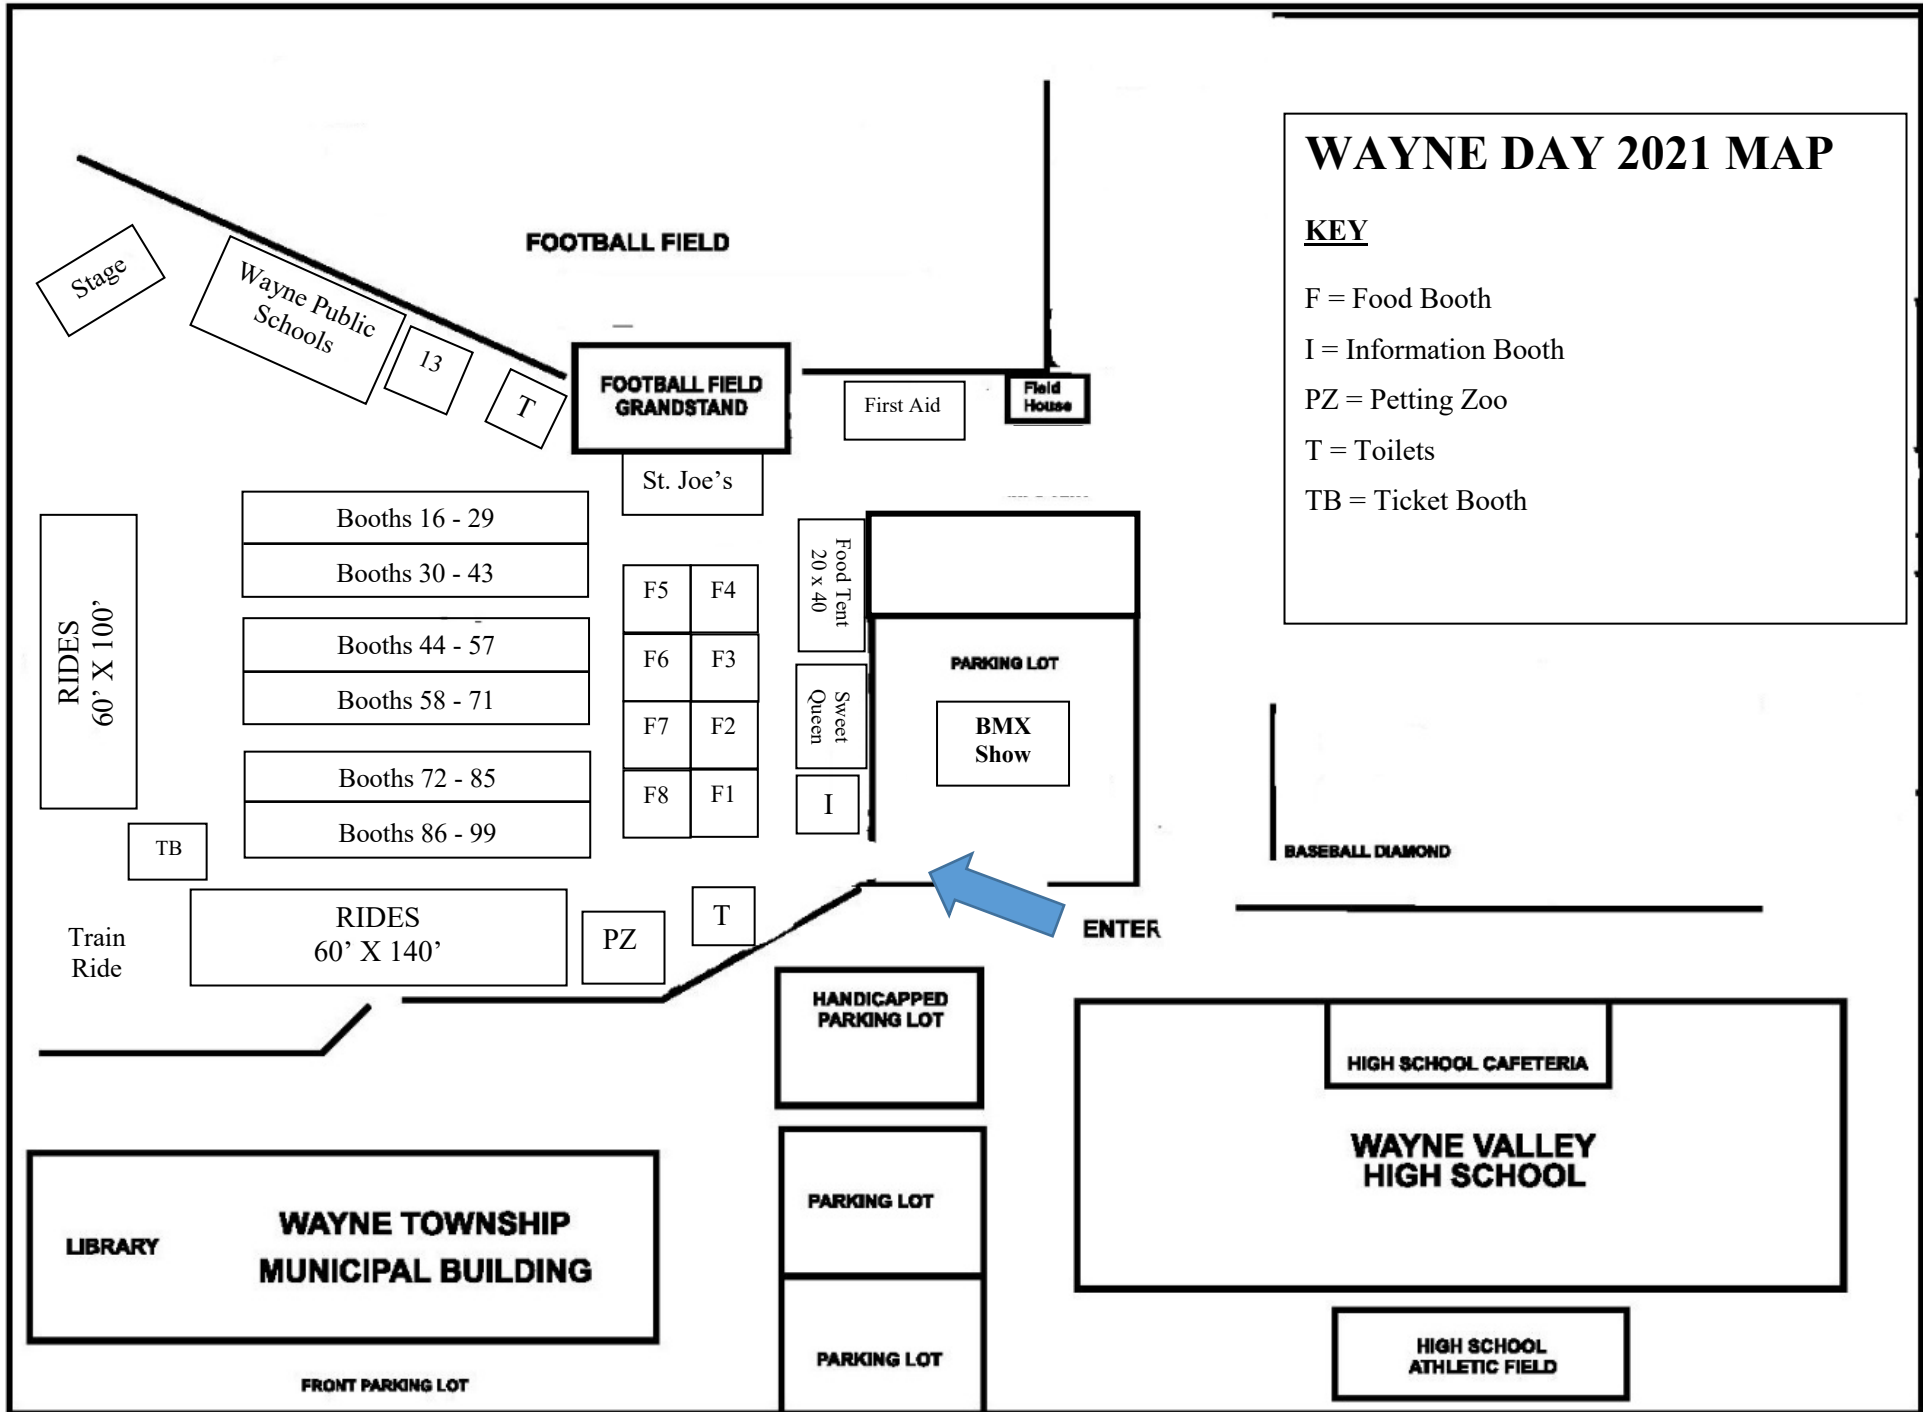 WAYNE DAY 2021 MAP
KEY
F = Food Booth
I = Information Booth
PZ = Petting Zoo
T = Toilets
TB = Ticket Booth
FOOTBALL FIELD
Stage
Wayne Public
Schools
13
T
FOOTBALL FIELD
GRANDSTAND
First Aid
Field
House
St. Joe’s
RIDES
60’ X 100’
Booths 16 - 29
Booths 30 - 43
Booths 44 - 57
Booths 58 - 71
Booths 72 - 85
Booths 86 - 99
F5
F4
F6
F3
F7
F2
F8
F1
Food Tent
20 x 40
Sweet
Queen
I
PARKING LOT
BMX
Show
BASEBALL DIAMOND
TB
Train
Ride
RIDES
60’ X 140’
PZ
T
ENTER
HANDICAPPED
PARKING LOT
HIGH SCHOOL CAFETERIA
WAYNE VALLEY
HIGH SCHOOL
LIBRARY
WAYNE TOWNSHIP
MUNICIPAL BUILDING
PARKING LOT
PARKING LOT
FRONT PARKING LOT
HIGH SCHOOL
ATHLETIC FIELD